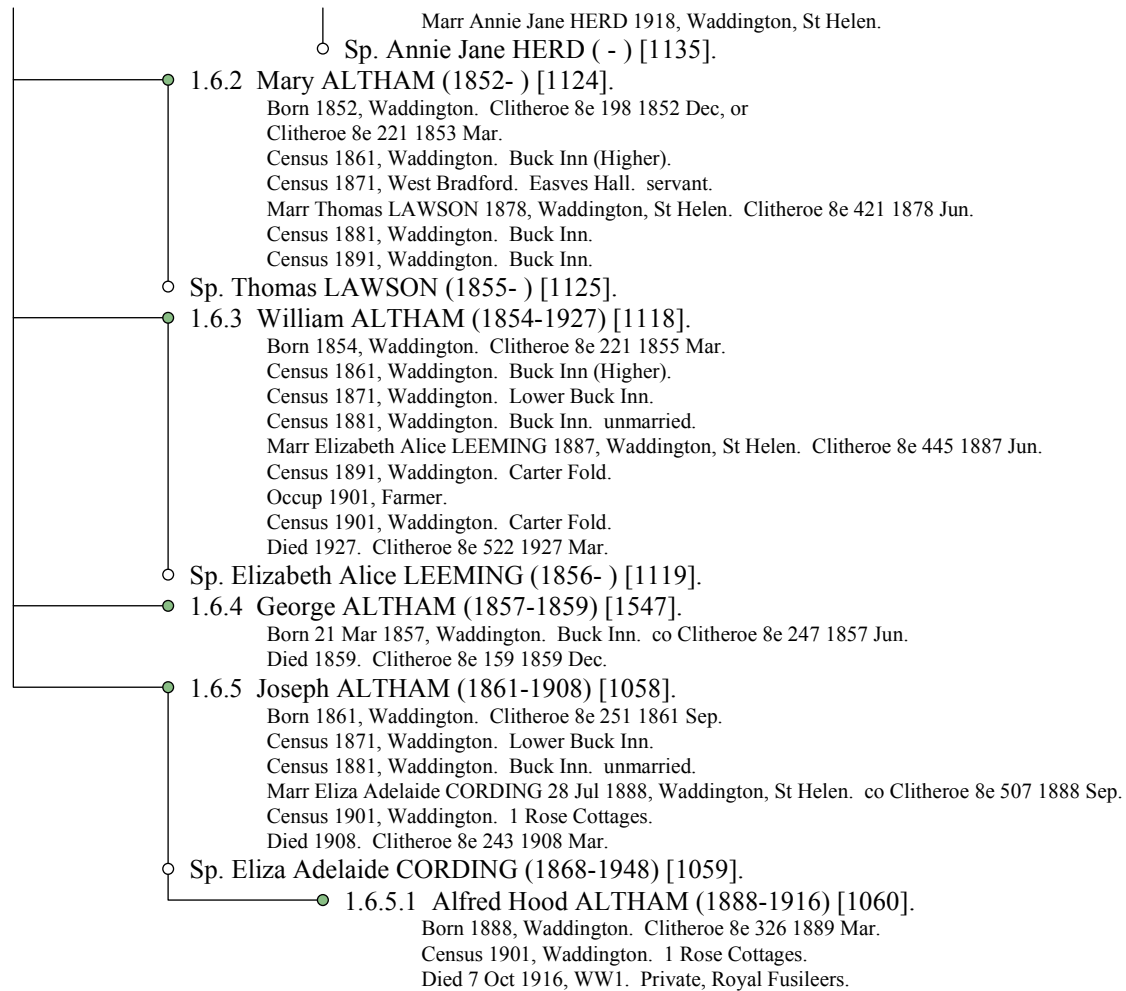 Marr Annie Jane HERD 1918, Waddington, St Helen.
Sp. Annie Jane HERD ( - ) [1135].
1.6.2 Mary ALTHAM (1852- ) [1124].
Born 1852, Waddington. Clitheroe 8e 198 1852 Dec, or
Clitheroe 8e 221 1853 Mar.
Census 1861, Waddington. Buck Inn (Higher).
Census 1871, West Bradford. Easves Hall. servant.
Marr Thomas LAWSON 1878, Waddington, St Helen. Clitheroe 8e 421 1878 Jun.
Census 1881, Waddington. Buck Inn.
Census 1891, Waddington. Buck Inn.
Sp. Thomas LAWSON (1855- ) [1125].
1.6.3 William ALTHAM (1854-1927) [1118].
Born 1854, Waddington. Clitheroe 8e 221 1855 Mar.
Census 1861, Waddington. Buck Inn (Higher).
Census 1871, Waddington. Lower Buck Inn.
Census 1881, Waddington. Buck Inn. unmarried.
Marr Elizabeth Alice LEEMING 1887, Waddington, St Helen. Clitheroe 8e 445 1887 Jun.
Census 1891, Waddington. Carter Fold.
Occup 1901, Farmer.
Census 1901, Waddington. Carter Fold.
Died 1927. Clitheroe 8e 522 1927 Mar.
Sp. Elizabeth Alice LEEMING (1856- ) [1119].
1.6.4 George ALTHAM (1857-1859) [1547].
Born 21 Mar 1857, Waddington. Buck Inn. co Clitheroe 8e 247 1857 Jun.
Died 1859. Clitheroe 8e 159 1859 Dec.
1.6.5 Joseph ALTHAM (1861-1908) [1058].
Born 1861, Waddington. Clitheroe 8e 251 1861 Sep.
Census 1871, Waddington. Lower Buck Inn.
Census 1881, Waddington. Buck Inn. unmarried.
Marr Eliza Adelaide CORDING 28 Jul 1888, Waddington, St Helen. co Clitheroe 8e 507 1888 Sep.
Census 1901, Waddington. 1 Rose Cottages.
Died 1908. Clitheroe 8e 243 1908 Mar.
Sp. Eliza Adelaide CORDING (1868-1948) [1059].
1.6.5.1 Alfred Hood ALTHAM (1888-1916) [1060].
Born 1888, Waddington. Clitheroe 8e 326 1889 Mar.
Census 1901, Waddington. 1 Rose Cottages.
Died 7 Oct 1916, WW1. Private, Royal Fusileers.